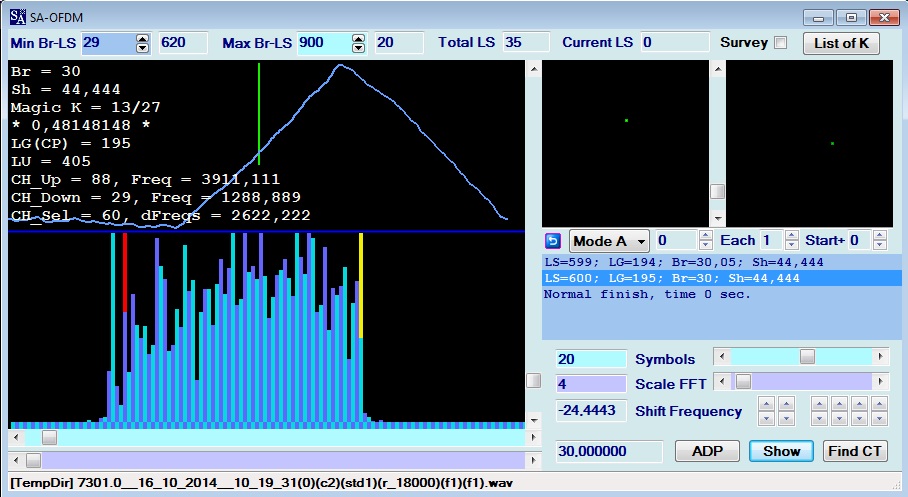 SA-OFDM
Min Br-LS 29 620 Max Br-LS 900 20 Total LS 35 Current LS 0 Survey List of K
Br = 30
Sh = 44,444
Magic K = 13/27
* 0,48148148 *
LG(CP) = 195
LU = 405
CH_Up = 88, Freq = 3911,111
CH_Down = 29, Freq = 1288,889
CH_Sel = 60, dFreqs = 2622,222
Mode A 0 Each 1 Start+ 0
LS=599; LG=194; Br=30,05; Sh=44,444
LS=600; LG=195; Br=30; Sh=44,444
Normal finish, time 0 sec.
20 Symbols
4 Scale FFT
-24.4443 Shift Frequency
30,000000 ADP Show Find CT
[TempDir] 7301.0__16_10_2014__10_19_31(0)(c2)(std1)(r_18000)(f1)(f1).wav